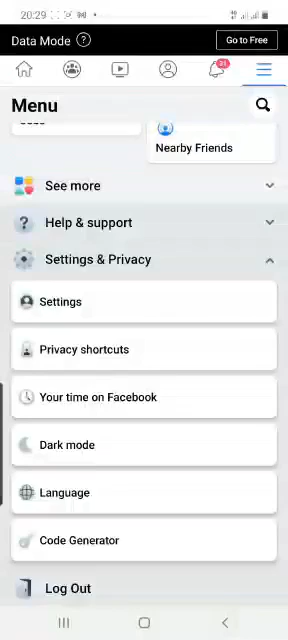 20:29
Data Mode ?
Go to Free
Menu
Nearby Friends
See more
Help & support
Settings & Privacy
Settings
Privacy shortcuts
Your time on Facebook
Dark mode
Language
Code Generator
Log Out